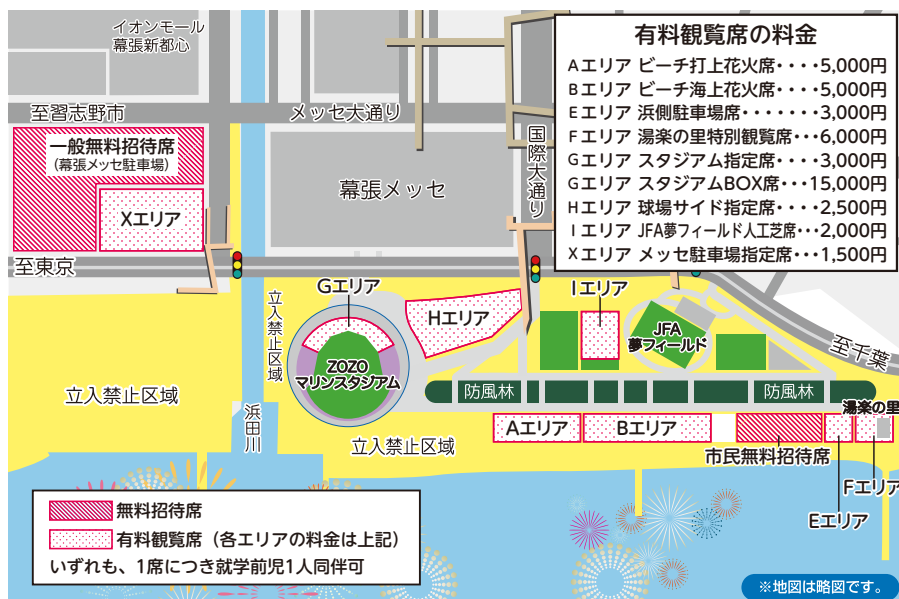 イオンモール
幕張新都心
有料観覧席の料金
Aエリア ビーチ打上花火席････5,000円
Bエリア ビーチ海上花火席････5,000円
Eエリア 浜側駐車場席･･･････3,000円
Fエリア 湯楽の里特別観覧席･･･6,000円
Gエリア スタジアム指定席････3,000円
Gエリア スタジアムBOX席･･･15,000円
Hエリア 球場サイド指定席････2,500円
Iエリア JFA夢フィールド人工芝席･･･2,000円
Xエリア メッセ駐車場指定席･･･1,500円
至習志野市
メッセ大通り
国際大通り
一般無料招待席
(幕張メッセ駐車場)
Xエリア
幕張メッセ
至東京
Gエリア
Iエリア
立入禁止区域
Hエリア
JFA
夢フィールド
至千葉
ZOZO
マリンスタジアム
立入禁止区域
防風林
防風林
浜田川
湯楽の里
Aエリア
Bエリア
立入禁止区域
市民無料招待席
Fエリア
Eエリア
無料招待席
有料観覧席（各エリアの料金は上記）
いずれも、1席につき就学前児1人同伴可
※地図は略図です。